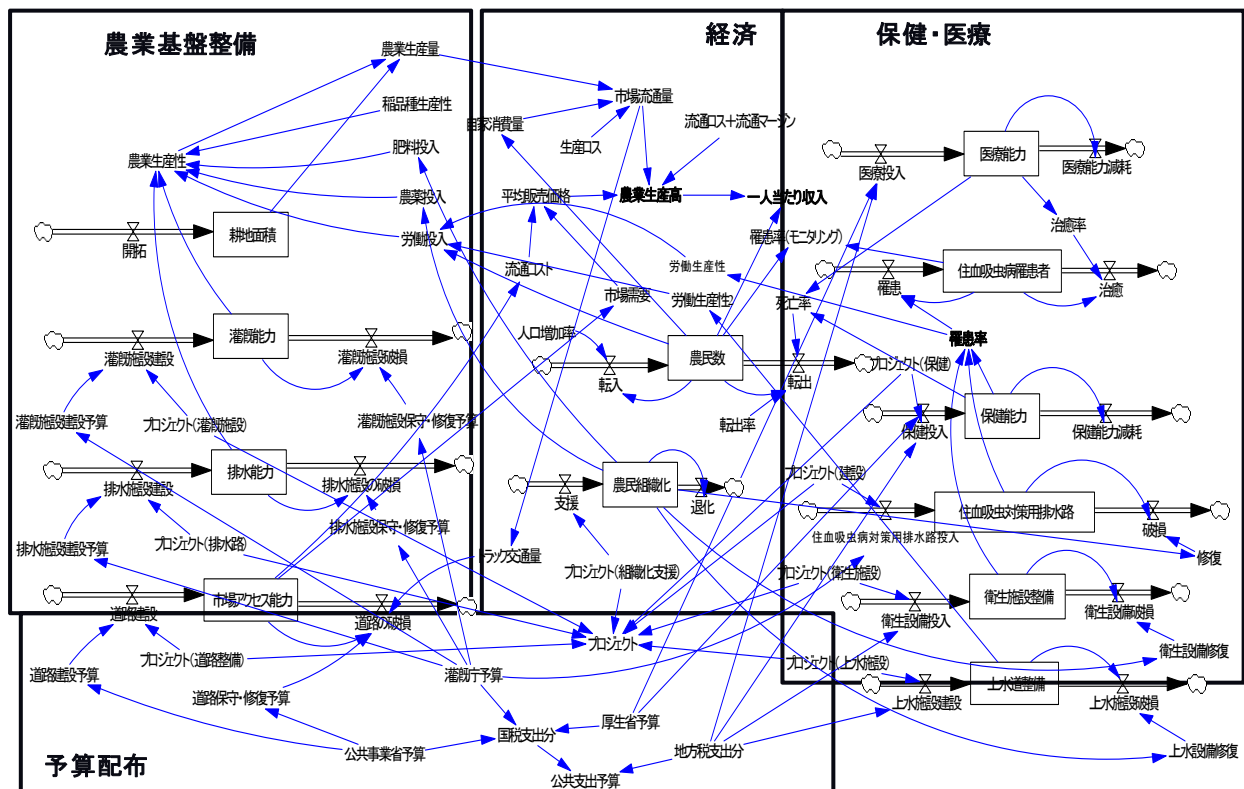 農業基盤整備
経済
保健・医療
農業生産量
稲品種生産性
農業生産性
肥料投入
農薬投入
労働投入
開拓
耕地面積
灌漑施設建設
灌漑能力
灌漑施設破損
灌漑施設建設予算
プロジェクト(灌漑施設)
灌漑施設保守・修復予算
排水施設建設
排水能力
排水施設の破損
排水施設建設予算
プロジェクト(排水路)
排水施設保守・修復予算
道路建設
市場アクセス能力
道路の破損
市場流通量
自家消費量
生産コス
流通コス+流通マージン
平均販売価格
農業生産高
一人当たり収入
流通コスト
市場需要
労働生産性
労働生産性2
人口増加率
転入
農民数
転出
転出率
支援
農民組織化
退化
トラック交通量
プロジェクト(組織化支援)
医療投入
医療能力
医療能力減耗
治癒率
罹患率(モニタリング)
罹患
住血吸虫病罹患者
治癒
死亡率
罹患率
プロジェクト(保健)
保健投入
保健能力
保健能力減耗
プロジェクト(建設)
住血吸虫病対策用排水路投入
住血吸虫対策用排水路
破損
修復
プロジェクト(衛生施設)
衛生設備投入
衛生施設整備
衛生設備破損
衛生設備修復
プロジェクト(上水施設)
上水施設建設
上水道整備
上水施設破損
上水設備修復
プロジェクト
道路建設予算
プロジェクト(道路整備)
道路保守・修復予算
灌漑庁予算
公共事業省予算
国税支出分
厚生省予算
地方税支出分
公共支出予算
予算配布